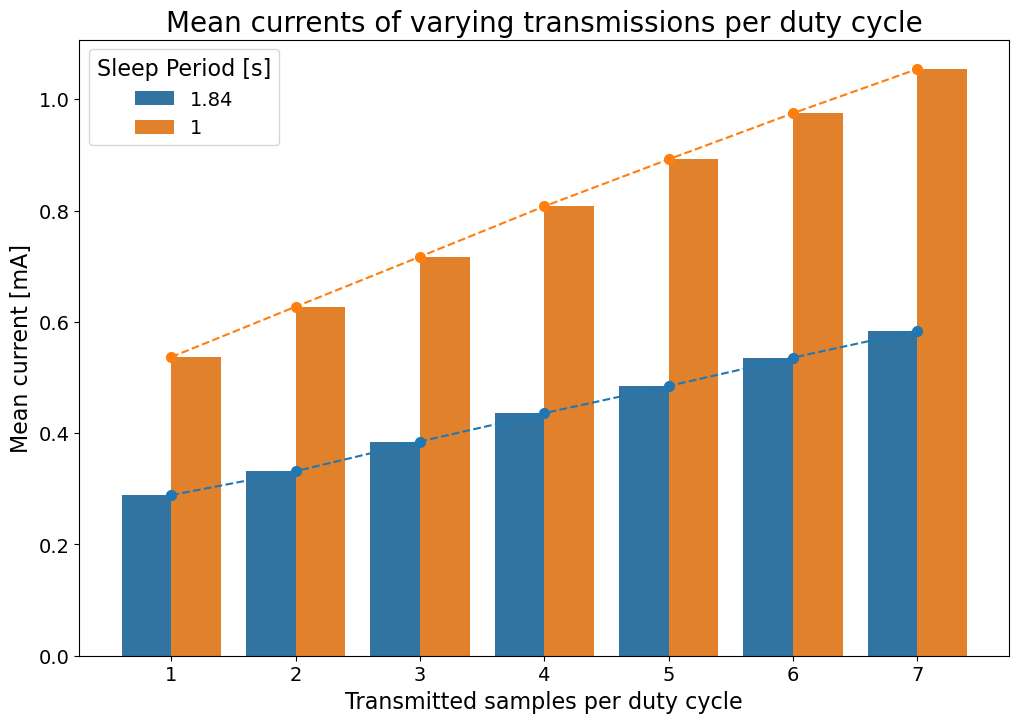 Mean currents of varying transmissions per duty cycle
Sleep Period [s]
1.84
1
Mean current [mA]
1.0
0.8
0.6
0.4
0.2
0.0
1 2 3 4 5 6 7
Transmitted samples per duty cycle